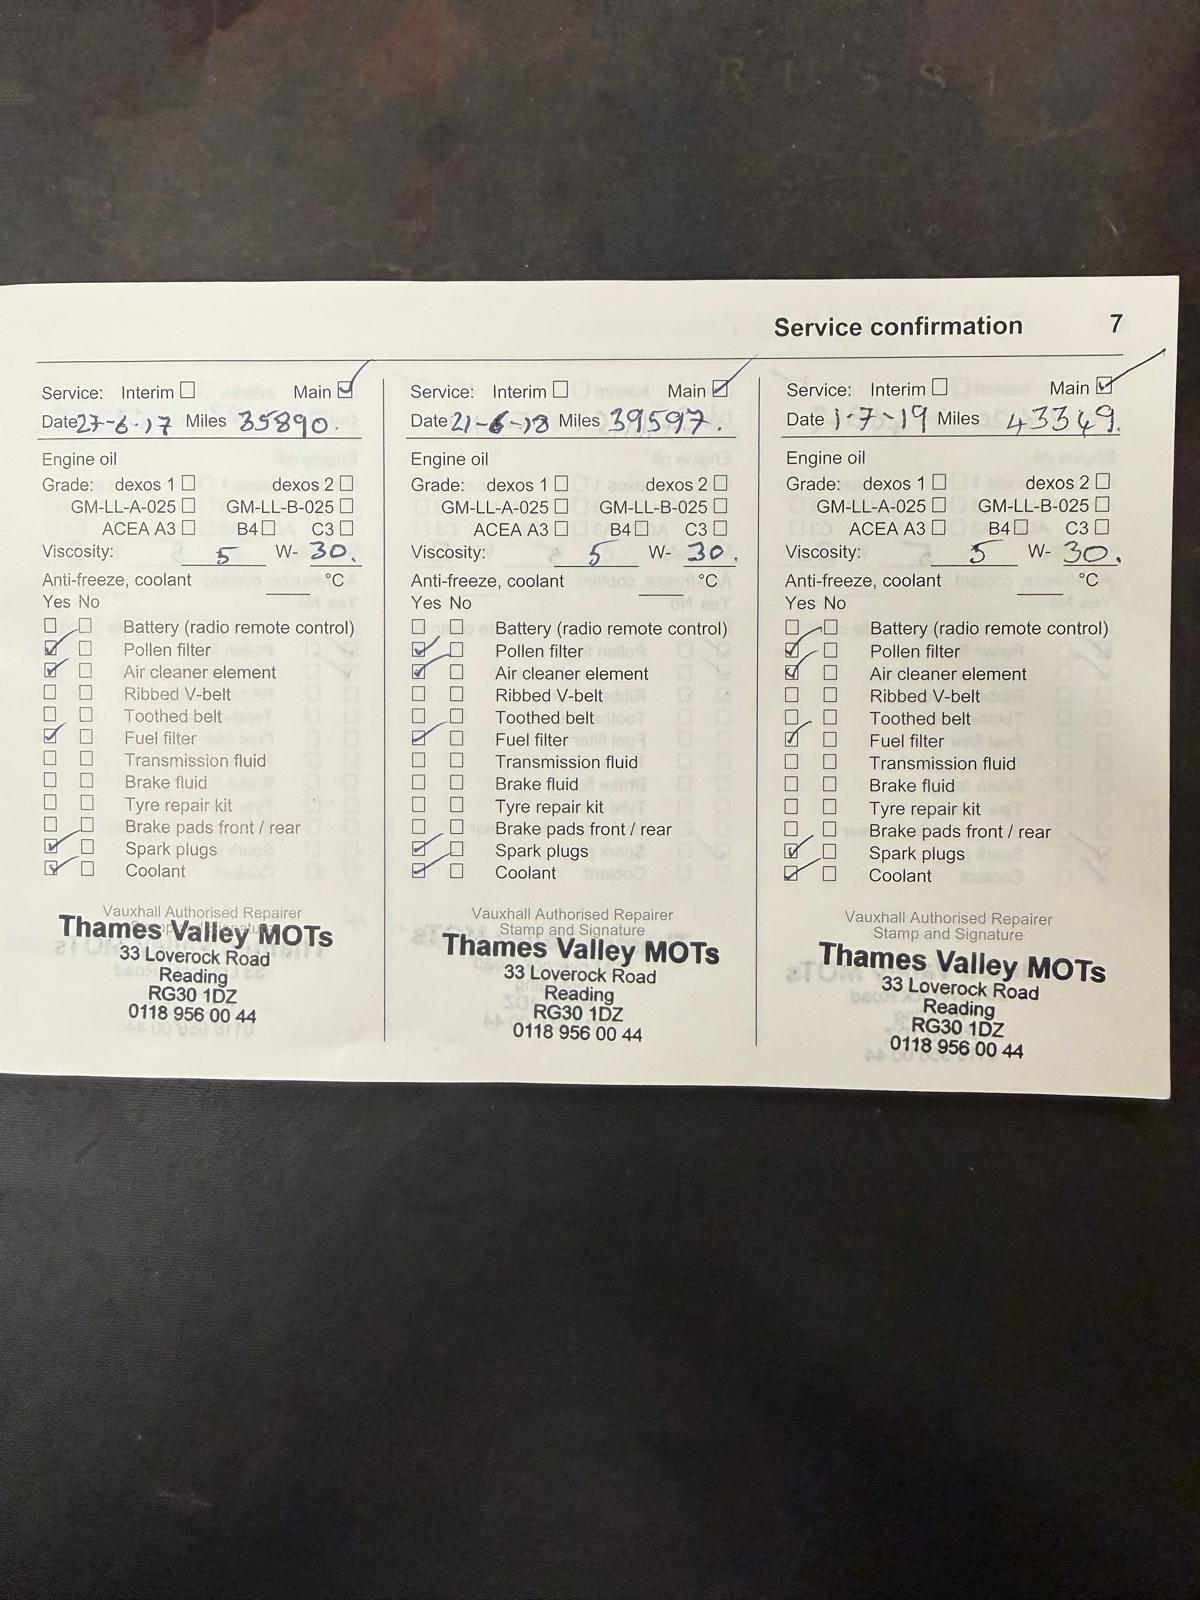 RUSSIA
Service confirmation 7
Service: Interim Main
Date 27-6-17 Miles 35890.
Engine oil
Grade: dexos 1 dexos 2
GM-LL-A-025 GM-LL-B-025
ACEA A3 B4 C3
Viscosity: 5 W- 30.
Anti-freeze, coolant °C
Yes No
Battery (radio remote control)
Pollen filter
Air cleaner element
Ribbed V-belt
Toothed belt
Fuel filter
Transmission fluid
Brake fluid
Tyre repair kit
Brake pads front / rear
Spark plugs
Coolant
Vauxhall Authorised Repairer
Stamp and Signature
Thames Valley MOTs
33 Loverock Road
Reading
RG30 1DZ
0118 956 00 44
Service: Interim Main
Date 21-6-18 Miles 39597.
Engine oil
Grade: dexos 1 dexos 2
GM-LL-A-025 GM-LL-B-025
ACEA A3 B4 C3
Viscosity: 5 W- 30.
Anti-freeze, coolant °C
Yes No
Battery (radio remote control)
Pollen filter
Air cleaner element
Ribbed V-belt
Toothed belt
Fuel filter
Transmission fluid
Brake fluid
Tyre repair kit
Brake pads front / rear
Spark plugs
Coolant
Vauxhall Authorised Repairer
Stamp and Signature
Thames Valley MOTs
33 Loverock Road
Reading
RG30 1DZ
0118 956 00 44
Service: Interim Main
Date 1-7-19 Miles 43349.
Engine oil
Grade: dexos 1 dexos 2
GM-LL-A-025 GM-LL-B-025
ACEA A3 B4 C3
Viscosity: 5 W- 30.
Anti-freeze, coolant °C
Yes No
Battery (radio remote control)
Pollen filter
Air cleaner element
Ribbed V-belt
Toothed belt
Fuel filter
Transmission fluid
Brake fluid
Tyre repair kit
Brake pads front / rear
Spark plugs
Coolant
Vauxhall Authorised Repairer
Stamp and Signature
Thames Valley MOTs
33 Loverock Road
Reading
RG30 1DZ
0118 956 00 44